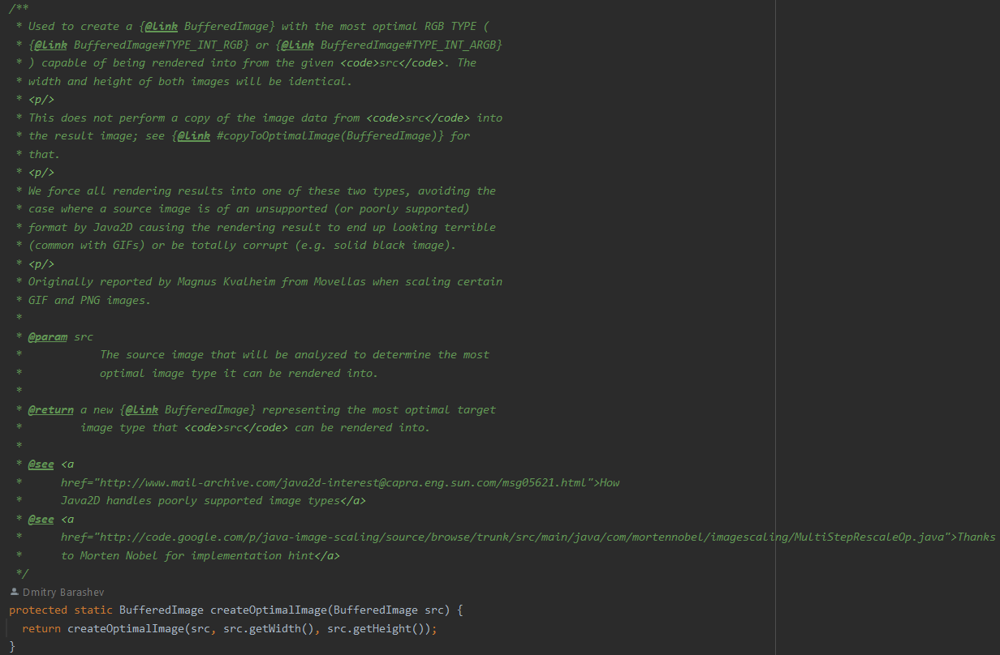 /**
 * Used to create a {@link BufferedImage} with the most optimal RGB TYPE (
 * {@link BufferedImage#TYPE_INT_RGB} or {@link BufferedImage#TYPE_INT_ARGB}
 * ) capable of being rendered into from the given <code>src</code>. The
 * width and height of both images will be identical.
 * <p/>
 * This does not perform a copy of the image data from <code>src</code> into
 * the result image; see {@link #copyToOptimalImage(BufferedImage)} for
 * that.
 * <p/>
 * We force all rendering results into one of these two types, avoiding the
 * case where a source image is of an unsupported (or poorly supported)
 * format by Java2D causing the rendering result to end up looking terrible
 * (common with GIFs) or be totally corrupt (e.g. solid black image).
 * <p/>
 * Originally reported by Magnus Kvalheim from Movellas when scaling certain
 * GIF and PNG images.
 *
 * @param src
 *            The source image that will be analyzed to determine the most
 *            optimal image type it can be rendered into.
 *
 * @return a new {@link BufferedImage} representing the most optimal target
 *         image type that <code>src</code> can be rendered into.
 *
 * @see <a
 *      href="http://www.mail-archive.com/java2d-interest@capra.eng.sun.com/msg05621.html">How
 *      Java2D handles poorly supported image types</a>
 * @see <a
 *      href="http://code.google.com/p/java-image-scaling/source/browse/trunk/src/main/java/com/mortennobel/imagescaling/MultiStepRescaleOp.java">Thanks
 *      to Morten Nobel for implementation hint</a>
 */
Dmitry Barashev
protected static BufferedImage createOptimalImage(BufferedImage src) {
  return createOptimalImage(src, src.getWidth(), src.getHeight());
}